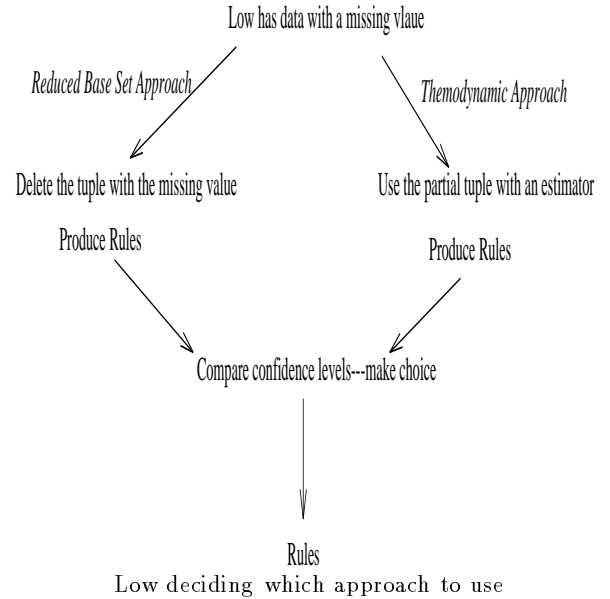 Low has data with a missing vlaue
Reduced Base Set Approach
Themodynamic Approach
Delete the tuple with the missing value
Use the partial tuple with an estimator
Produce Rules
Produce Rules
Compare confidence levels---make choice
Rules
Low deciding which approach to use